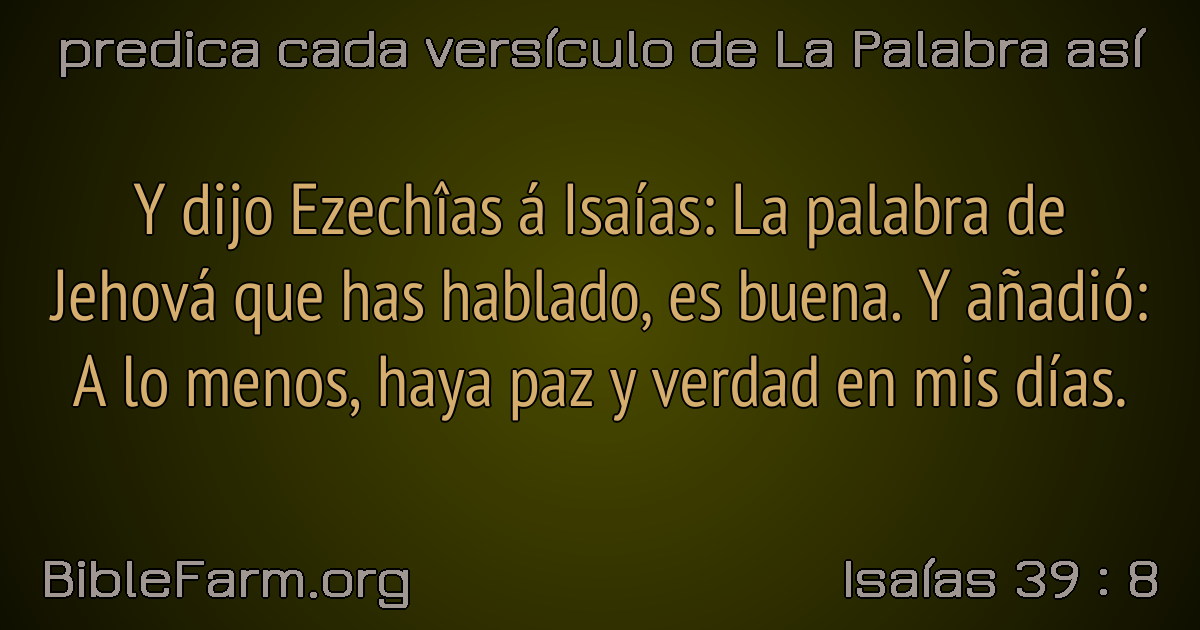 predica cada versículo de La Palabra así
Y dijo Ezechîas á Isaías: La palabra de
Jehová que has hablado, es buena. Y añadió:
A lo menos, haya paz y verdad en mis días.
BibleFarm.org
Isaías 39 : 8